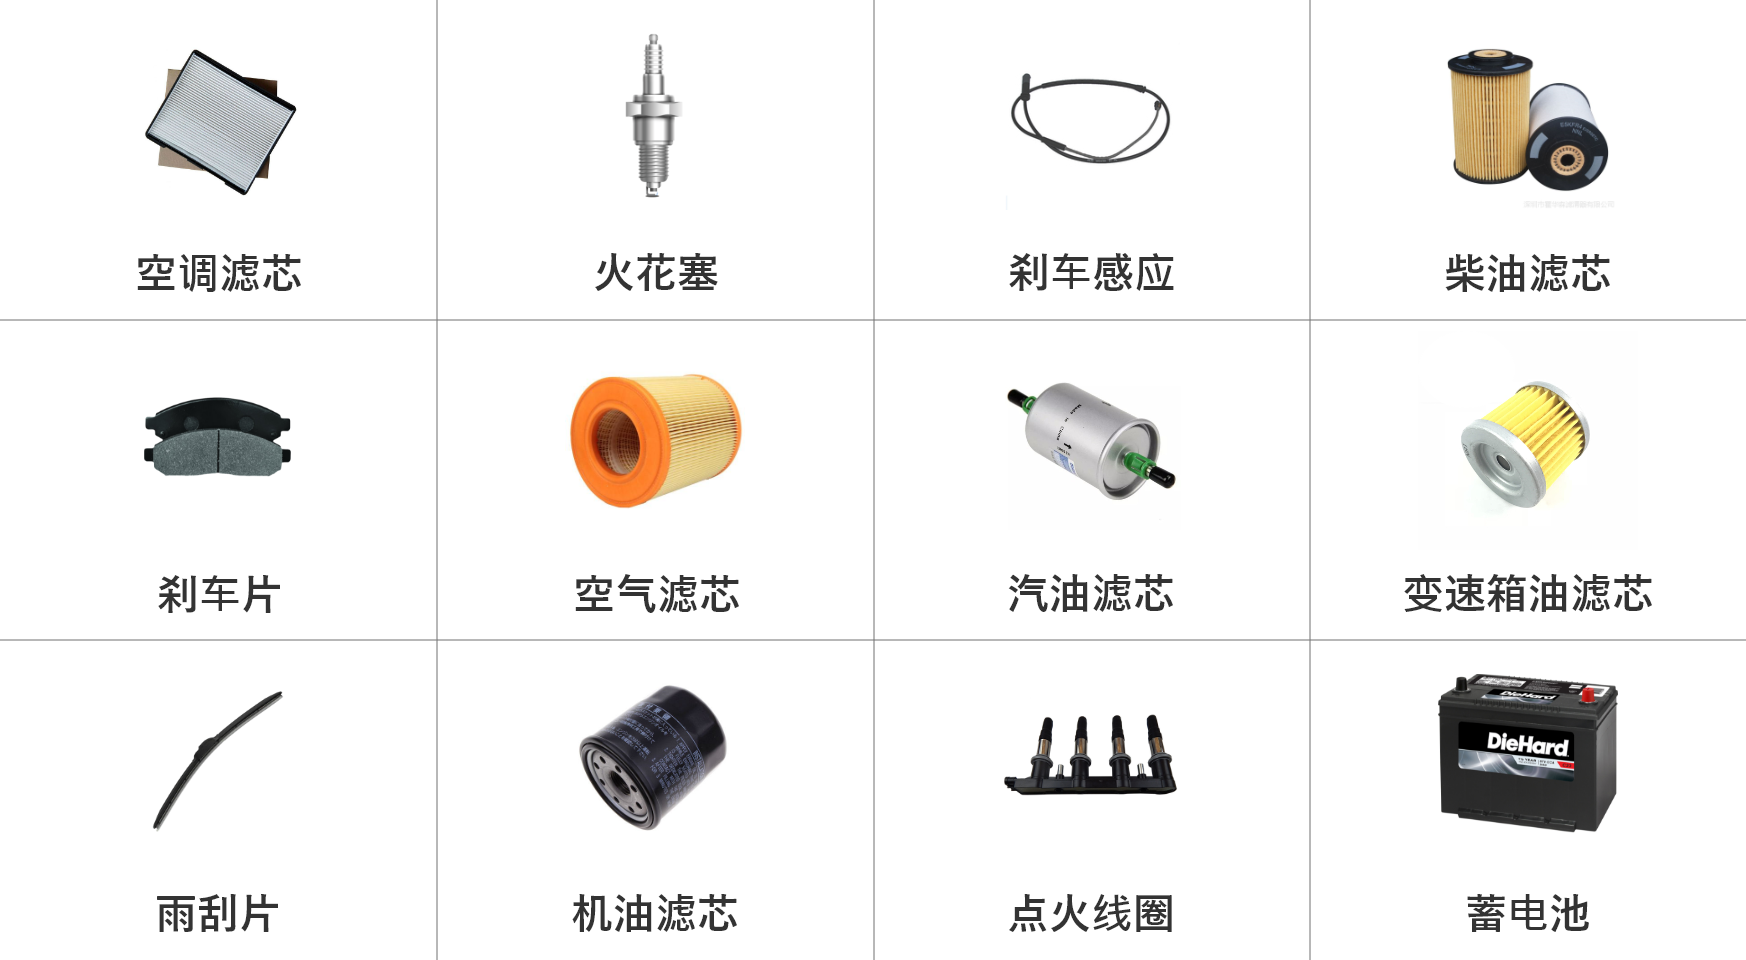 空调滤芯
火花塞
刹车感应
柴油滤芯
刹车片
空气滤芯
汽油滤芯
变速箱油滤芯
DieHard
DieHard
雨刮片
机油滤芯
点火线圈
蓄电池